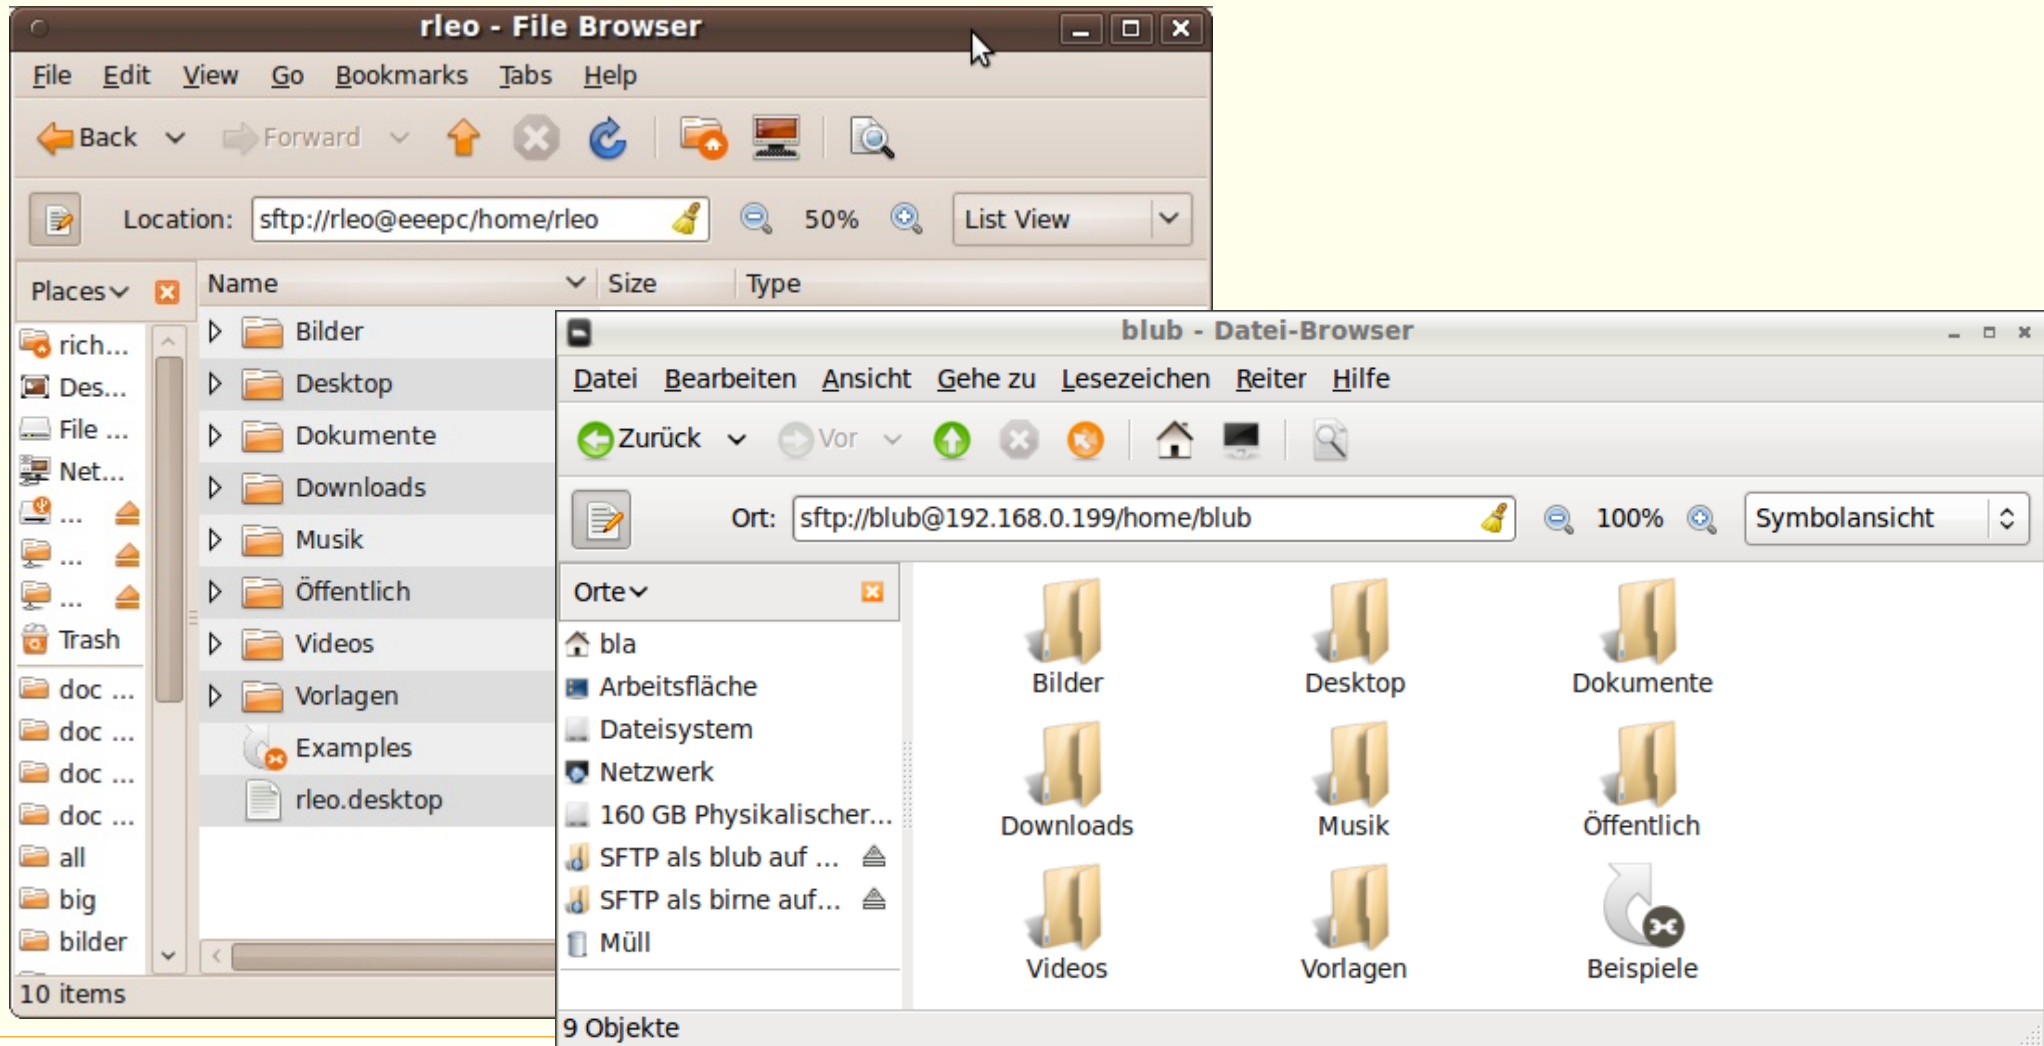 rleo - File Browser
File Edit View Go Bookmarks Tabs Help
Back Forward
Location: sftp://rleo@eeepc/home/rleo 50% List View
Places
rich...
Des...
File ...
Net...
...
...
...
Trash
doc ...
doc ...
doc ...
doc ...
all
big
bilder
Name Size Type
Bilder
Desktop
Dokumente
Downloads
Musik
Öffentlich
Videos
Vorlagen
Examples
rleo.desktop
10 items
blub - Datei-Browser
Datei Bearbeiten Ansicht Gehe zu Lesezeichen Reiter Hilfe
Zurück Vor
Ort: sftp://blub@192.168.0.199/home/blub 100% Symbolansicht
Orte
bla
Arbeitsfläche
Dateisystem
Netzwerk
160 GB Physikalischer...
SFTP als blub auf ...
SFTP als birne auf...
Müll
Bilder Desktop Dokumente
Downloads Musik Öffentlich
Videos Vorlagen Beispiele
9 Objekte